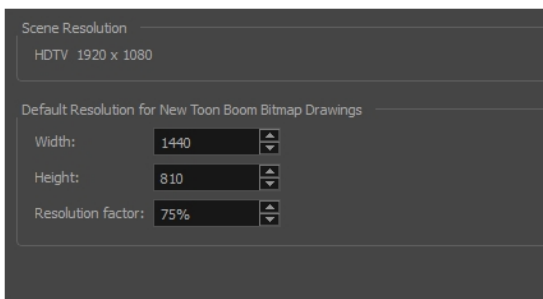 Scene Resolution
HDTV 1920 x 1080
Default Resolution for New Toon Boom Bitmap Drawings
Width: 1440
Height: 810
Resolution factor: 75%